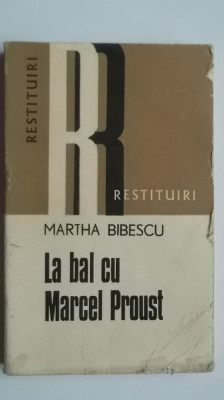 RESTITUIRI
R
RESTITUIRI
MARTHA BIBESCU
La bal cu
Marcel Proust